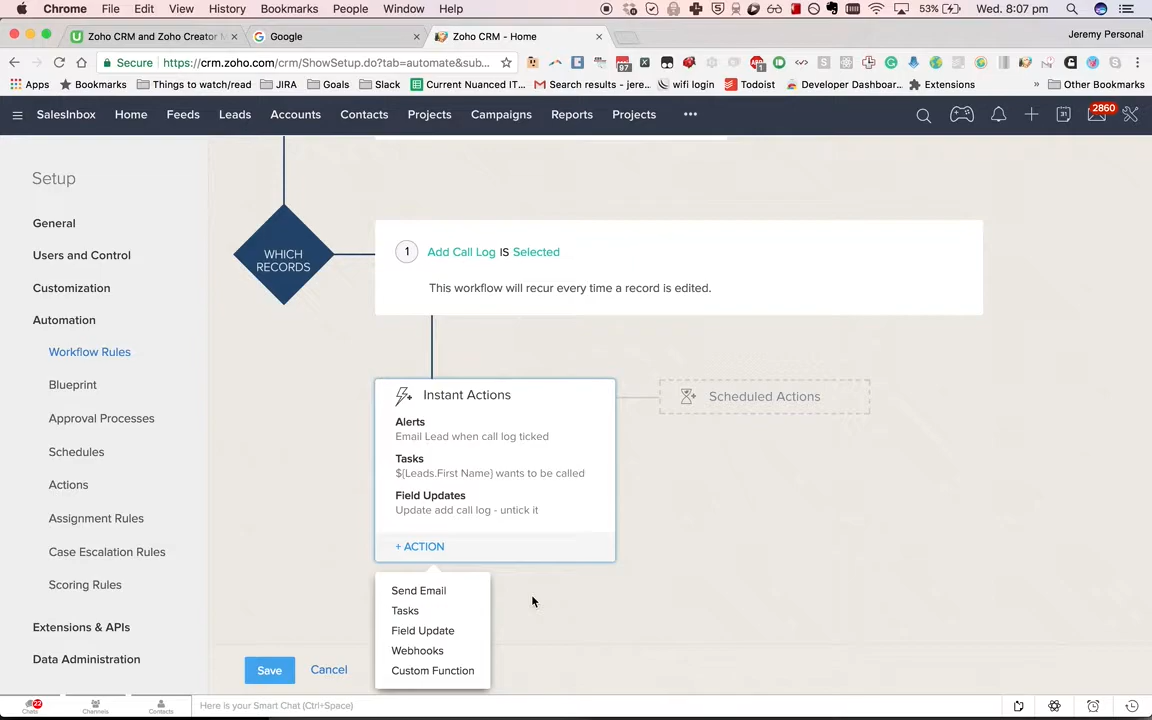 Chrome File Edit View History Bookmarks People Window Help 53% Wed. 8:07 pm
Zoho CRM and Zoho Creator M Google Zoho CRM - Home Jeremy Personal
Secure https://crm.zoho.com/crm/ShowSetup.do?tab=automate&sub...
Apps Bookmarks Things to watch/read JIRA Goals Slack Current Nuanced IT... Search results - jere... wifi login Todoist Developer Dashboar... Extensions » Other Bookmarks
SalesInbox Home Feeds Leads Accounts Contacts Projects Campaigns Reports Projects ••• 31 2860
Setup
General
Users and Control
Customization
Automation
Workflow Rules
Blueprint
Approval Processes
Schedules
Actions
Assignment Rules
Case Escalation Rules
Scoring Rules
Extensions & APIs
Data Administration
WHICH
RECORDS
1 Add Call Log IS Selected
This workflow will recur every time a record is edited.
Instant Actions
Alerts
Email Lead when call log ticked
Tasks
${Leads.First Name} wants to be called
Field Updates
Update add call log - untick it
+ ACTION
Scheduled Actions
Send Email
Tasks
Field Update
Webhooks
Custom Function
Save Cancel
22
Chats Channels Contacts Here is your Smart Chat (Ctrl+Space)